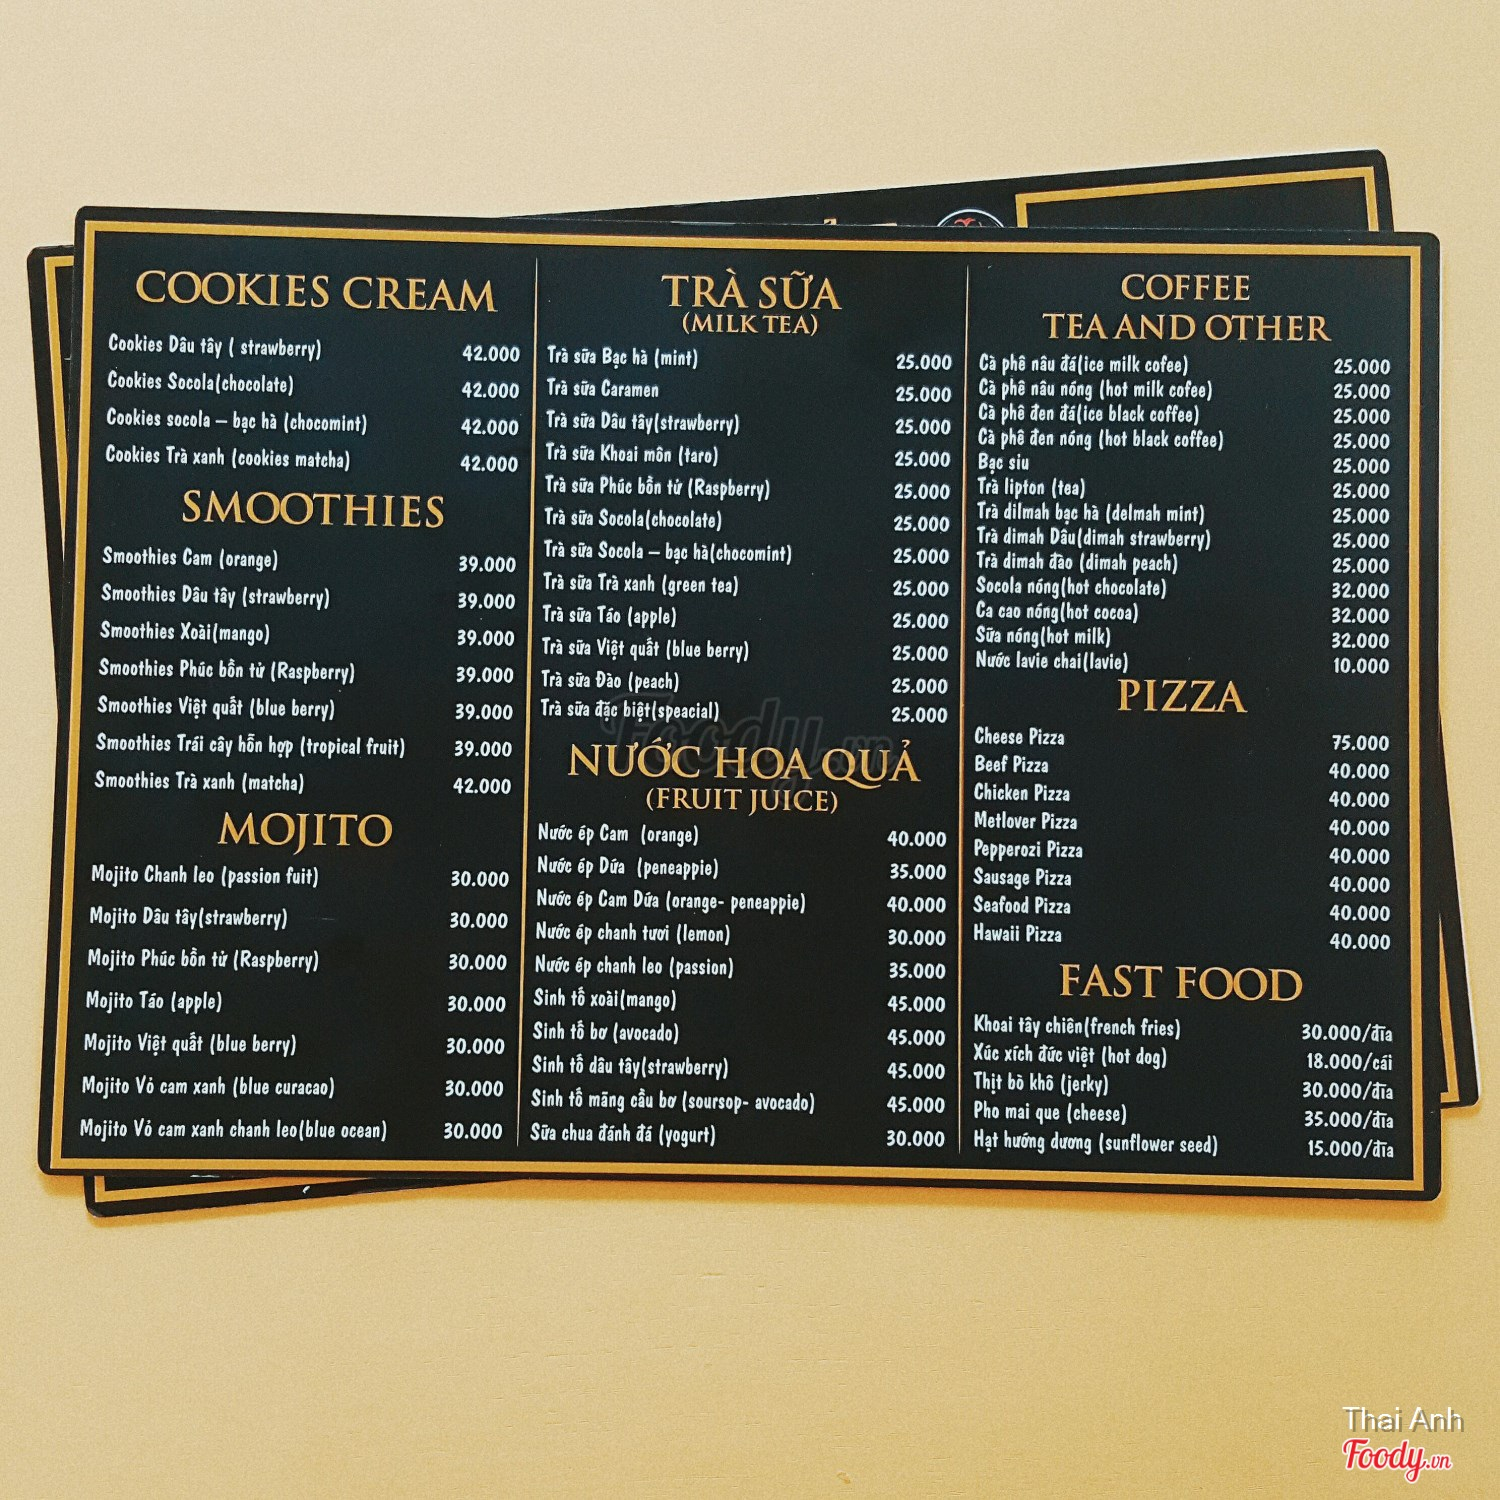 COOKIES CREAM
Cookies Dâu tây ( strawberry) 42.000
Cookies Socola(chocolate) 42.000
Cookies socola – bạc hà (chocomint) 42.000
Cookies Trà xanh (cookies matcha) 42.000
SMOOTHIES
Smoothies Cam (orange) 39.000
Smoothies Dâu tây (strawberry) 39.000
Smoothies Xoài(mango) 39.000
Smoothies Phúc bồn tử (Raspberry) 39.000
Smoothies Việt quất (blue berry) 39.000
Smoothies Trái cây hỗn hợp (tropical fruit) 39.000
Smoothies Trà xanh (matcha) 42.000
MOJITO
Mojito Chanh leo (passion fuit) 30.000
Mojito Dâu tây(strawberry) 30.000
Mojito Phúc bồn tử (Raspberry) 30.000
Mojito Táo (apple) 30.000
Mojito Việt quất (blue berry) 30.000
Mojito Vỏ cam xanh (blue curacao) 30.000
Mojito Vỏ cam xanh chanh leo(blue ocean) 30.000
TRÀ SỮA
(MILK TEA)
Trà sữa Bạc hà (mint) 25.000
Trà sữa Caramen 25.000
Trà sữa Dâu tây(strawberry) 25.000
Trà sữa Khoai môn (taro) 25.000
Trà sữa Phúc bồn tử (Raspberry) 25.000
Trà sữa Socola(chocolate) 25.000
Trà sữa Socola – bạc hà(chocomint) 25.000
Trà sữa Trà xanh (green tea) 25.000
Trà sữa Táo (apple) 25.000
Trà sữa Việt quất (blue berry) 25.000
Trà sữa Đào (peach) 25.000
Trà sữa đặc biệt(speacial) 25.000
NƯỚC HOA QUẢ
(FRUIT JUICE)
Nước ép Cam (orange) 40.000
Nước ép Dứa (peneappie) 35.000
Nước ép Cam Dứa (orange- peneappie) 40.000
Nước ép chanh tươi (lemon) 30.000
Nước ép chanh leo (passion) 35.000
Sinh tố xoài(mango) 45.000
Sinh tố bơ (avocado) 45.000
Sinh tố dâu tây(strawberry) 45.000
Sinh tố mãng cầu bơ (soursop- avocado) 45.000
Sữa chua đánh đá (yogurt) 30.000
COFFEE
TEA AND OTHER
Cà phê nâu đá(ice milk cofee) 25.000
Cà phê nâu nóng (hot milk cofee) 25.000
Cà phê đen đá(ice black coffee) 25.000
Cà phê đen nóng (hot black coffee) 25.000
Bạc siu 25.000
Trà lipton (tea) 25.000
Trà dilmah bạc hà (delmah mint) 25.000
Trà dimah Dâu(dimah strawberry) 25.000
Trà dimah đào (dimah peach) 25.000
Socola nóng(hot chocolate) 32.000
Ca cao nóng(hot cocoa) 32.000
Sữa nóng(hot milk) 32.000
Nước lavie chai(lavie) 10.000
PIZZA
Cheese Pizza 75.000
Beef Pizza 40.000
Chicken Pizza 40.000
Metlover Pizza 40.000
Pepperozi Pizza 40.000
Sausage Pizza 40.000
Seafood Pizza 40.000
Hawaii Pizza 40.000
FAST FOOD
Khoai tây chiên(french fries) 30.000/đĩa
Xúc xích đức việt (hot dog) 18.000/cái
Thịt bò khô (jerky) 30.000/đĩa
Pho mai que (cheese) 35.000/đĩa
Hạt hướng dương (sunflower seed) 15.000/đĩa
Foody.vn
Thai Anh
Foody.vn